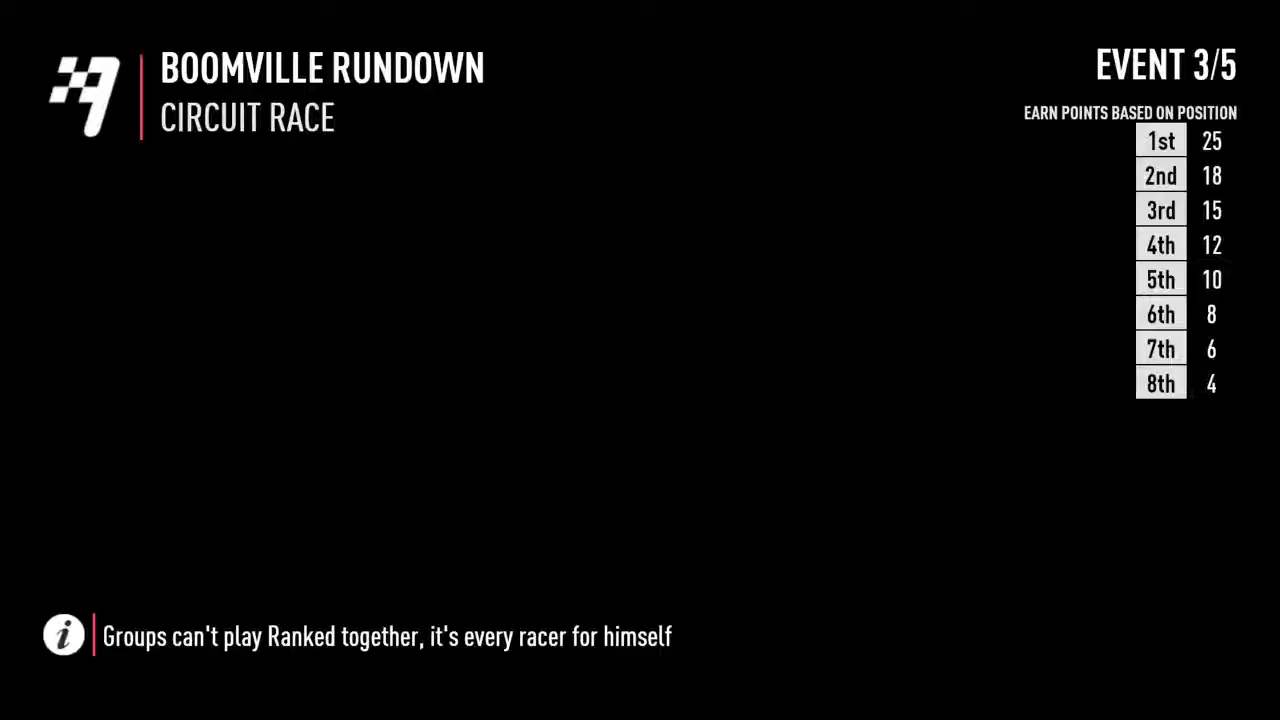 BOOMVILLE RUNDOWN
CIRCUIT RACE
EVENT 3/5
EARN POINTS BASED ON POSITION
1st 25
2nd 18
3rd 15
4th 12
5th 10
6th 8
7th 6
8th 4
Groups can't play Ranked together, it's every racer for himself